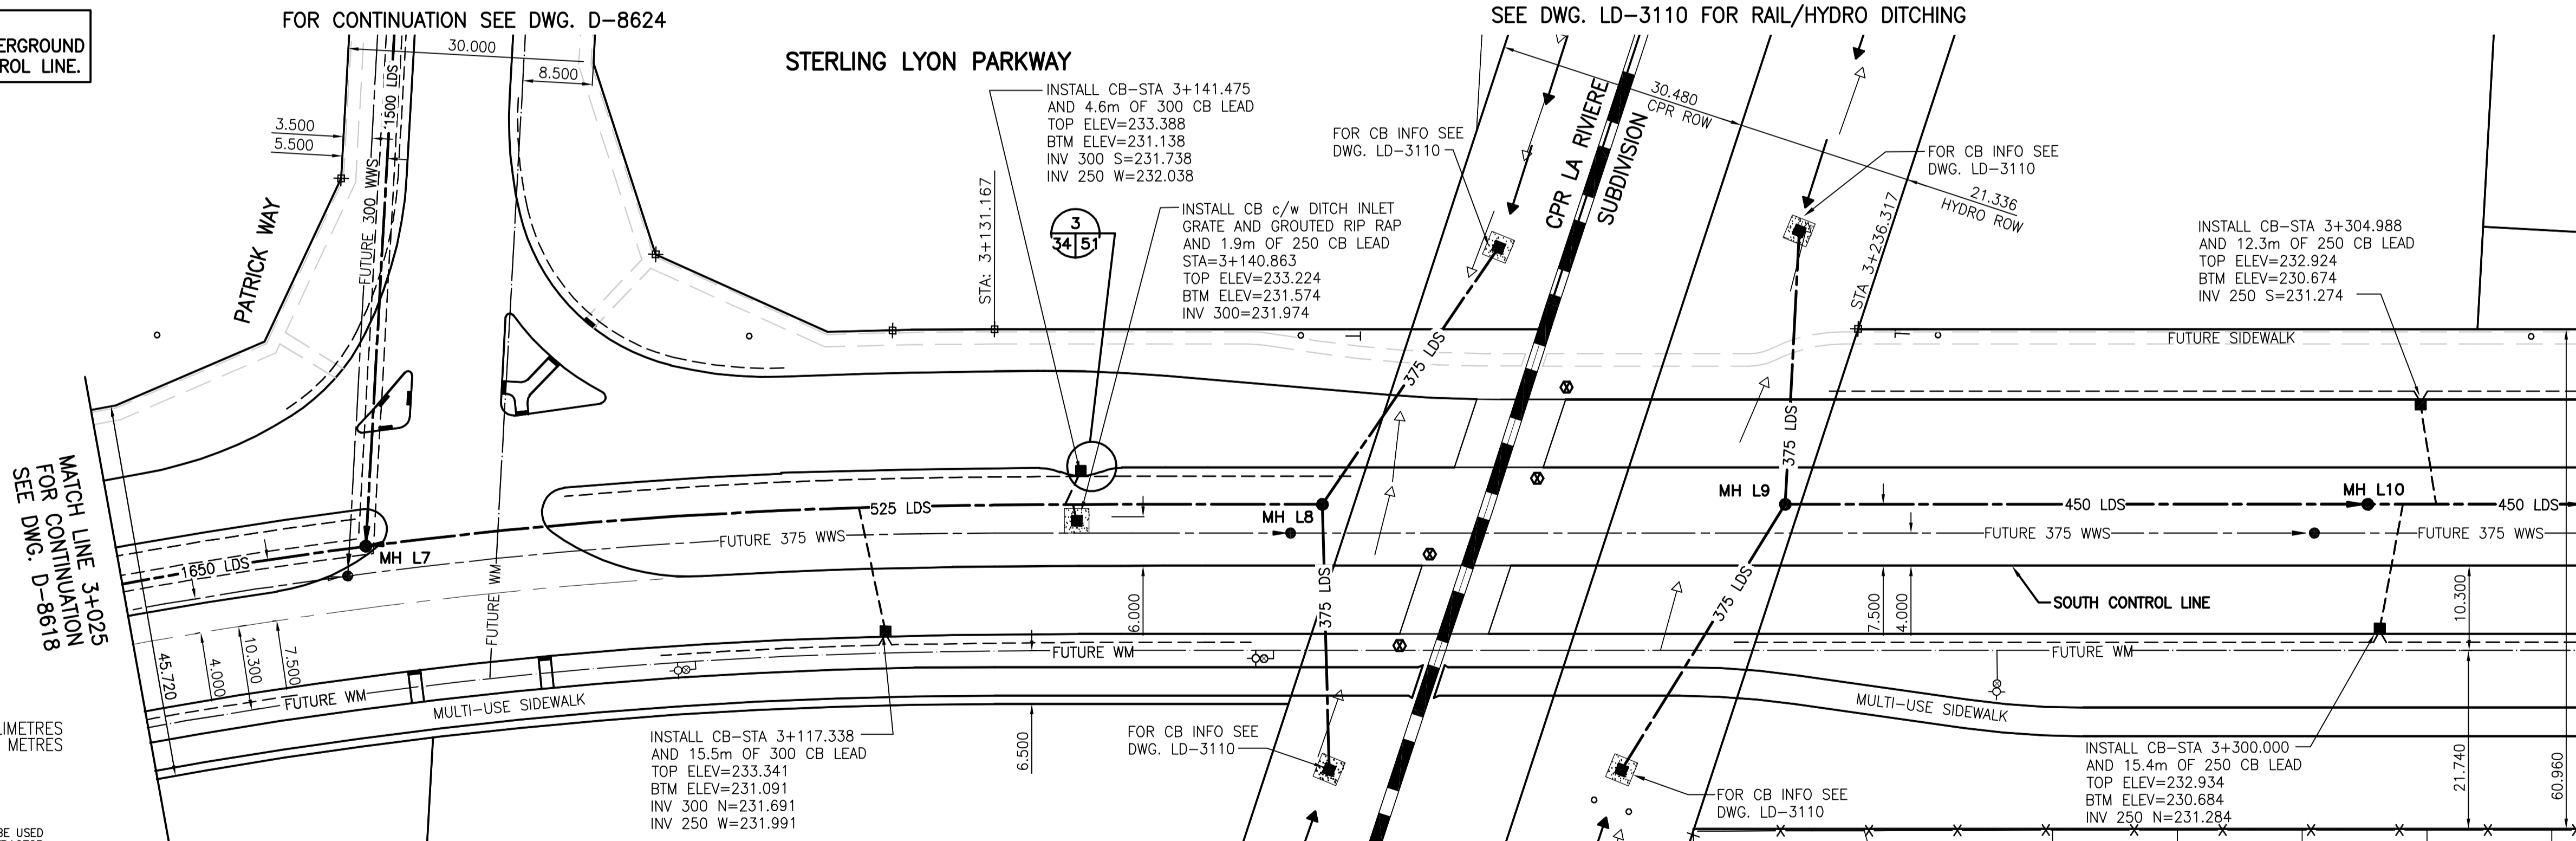 ERGROUND
ROL LINE.
FOR CONTINUATION SEE DWG. D-8624
STERLING LYON PARKWAY
SEE DWG. LD-3110 FOR RAIL/HYDRO DITCHING
30.000
8.500
1500 LDS
3.500
5.500
FUTURE 300 WWS
PATRICK WAY
INSTALL CB-STA 3+141.475
AND 4.6m OF 300 CB LEAD
TOP ELEV=233.388
BTM ELEV=231.138
INV 300 S=231.738
INV 250 W=232.038
STA: 3+131.167
3
34 51
INSTALL CB c/w DITCH INLET
GRATE AND GROUTED RIP RAP
AND 1.9m OF 250 CB LEAD
STA=3+140.863
TOP ELEV=233.224
BTM ELEV=231.574
INV 300=231.974
FOR CB INFO SEE
DWG. LD-3110
CPR LA RIVIERE
SUBDIVISION
30.480
CPR ROW
FOR CB INFO SEE
DWG. LD-3110
21.336
HYDRO ROW
STA 3+236.317
INSTALL CB-STA 3+304.988
AND 12.3m OF 250 CB LEAD
TOP ELEV=232.924
BTM ELEV=230.674
INV 250 S=231.274
FUTURE SIDEWALK
375 LDS
375 LDS
MATCH LINE 3+025
FOR CONTINUATION
SEE DWG. D-8618
1650 LDS
MH L7
525 LDS
FUTURE 375 WWS
MH L8
MH L9
450 LDS
MH L10
450 LDS
FUTURE 375 WWS
FUTURE 375 WWS
FUTURE WM
375 LDS
375 LDS
SOUTH CONTROL LINE
6.000
7.500
4.000
10.300
45.720
4.000
10.300
7.500
FUTURE WM
FUTURE WM
FUTURE WM
MULTI-USE SIDEWALK
MULTI-USE SIDEWALK
6.500
21.740
60.960
LIMETRES
METRES
INSTALL CB-STA 3+117.338
AND 15.5m OF 300 CB LEAD
TOP ELEV=233.341
BTM ELEV=231.091
INV 300 N=231.691
INV 250 W=231.991
FOR CB INFO SEE
DWG. LD-3110
FOR CB INFO SEE
DWG. LD-3110
INSTALL CB-STA 3+300.000
AND 15.4m OF 250 CB LEAD
TOP ELEV=232.934
BTM ELEV=230.684
INV 250 N=231.284
BE USED